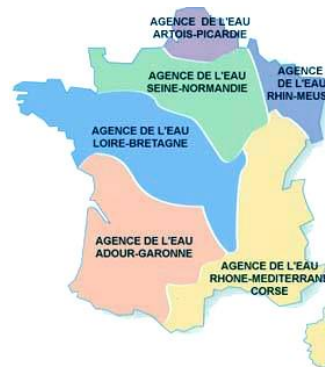 AGENCE DE L'EAU
ARTOIS-PICARDIE
AGENCE DE L'EAU
SEINE-NORMANDIE
AGENCE
DE L'EAU
RHIN-MEUS
AGENCE DE L'EAU
LOIRE-BRETAGNE
AGENCE DE L'EAU
ADOUR-GARONNE
AGENCE DE L'EAU
RHONE-MEDITERRANE
CORSE